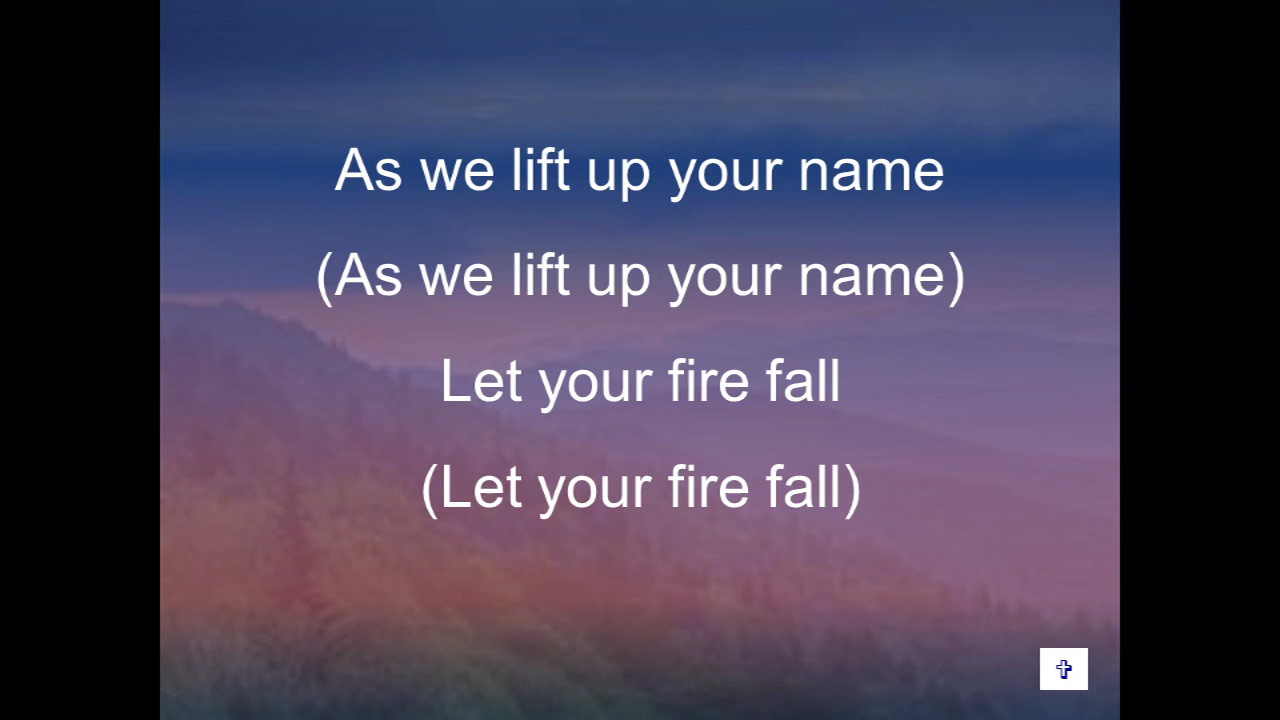 As we lift up your name
(As we lift up your name)
Let your fire fall
(Let your fire fall)